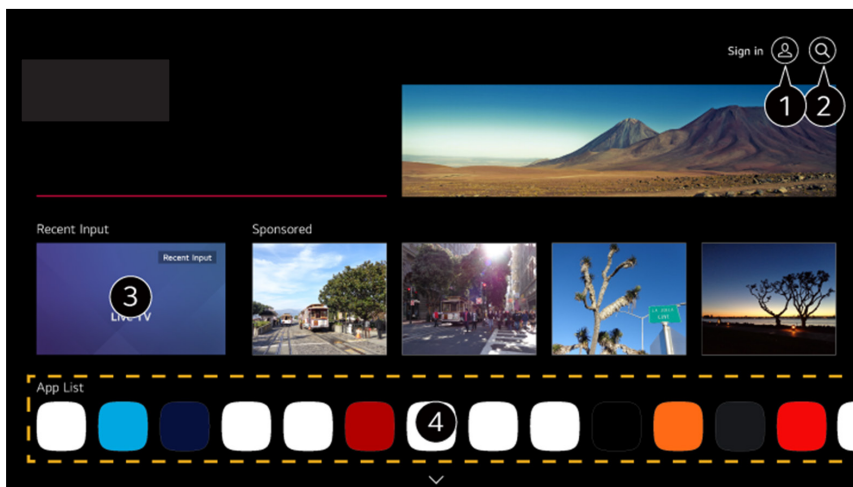 Sign in
1
2
Recent Input
Sponsored
Recent Input
3
LIVE TV
App List
4